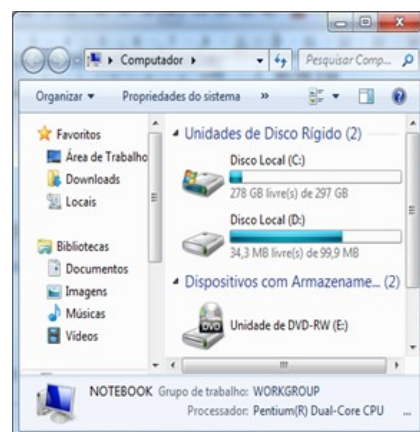 Computador
Pesquisar Comp...
Organizar
Propriedades do sistema
»
Favoritos
Área de Trabalho
Downloads
Locais
Bibliotecas
Documentos
Imagens
Músicas
Vídeos
Unidades de Disco Rígido (2)
Disco Local (C:)
278 GB livre(s) de 297 GB
Disco Local (D:)
34,3 MB livre(s) de 99,9 MB
Dispositivos com Armazename... (2)
DVD
Unidade de DVD-RW (E:)
NOTEBOOK Grupo de trabalho: WORKGROUP
Processador: Pentium(R) Dual-Core CPU ...